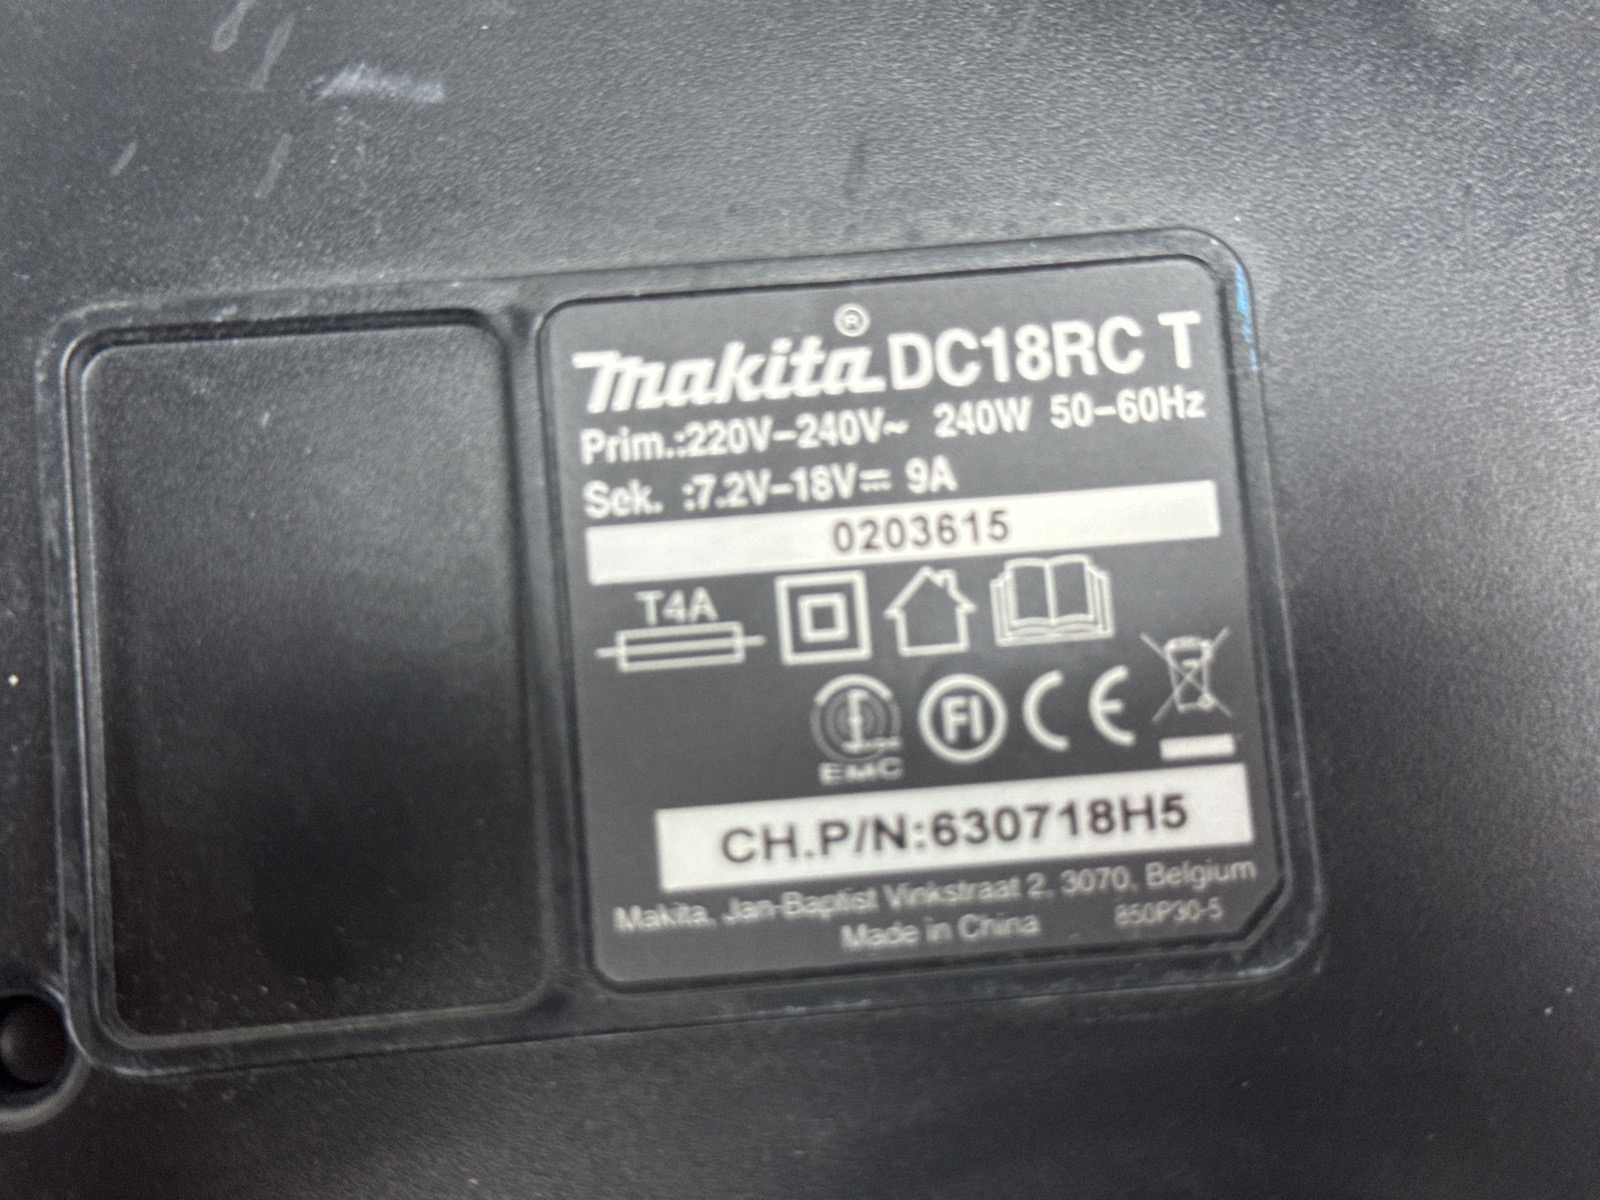 makita® DC18RC T
Prim.:220V-240V~ 240W 50-60Hz
Sek. :7.2V-18V⎓ 9A
0203615
T4A
FI CE
EMC
CH.P/N:630718H5
Makita, Jan-Baptist Vinkstraat 2, 3070, Belgium
Made in China 850P30-5